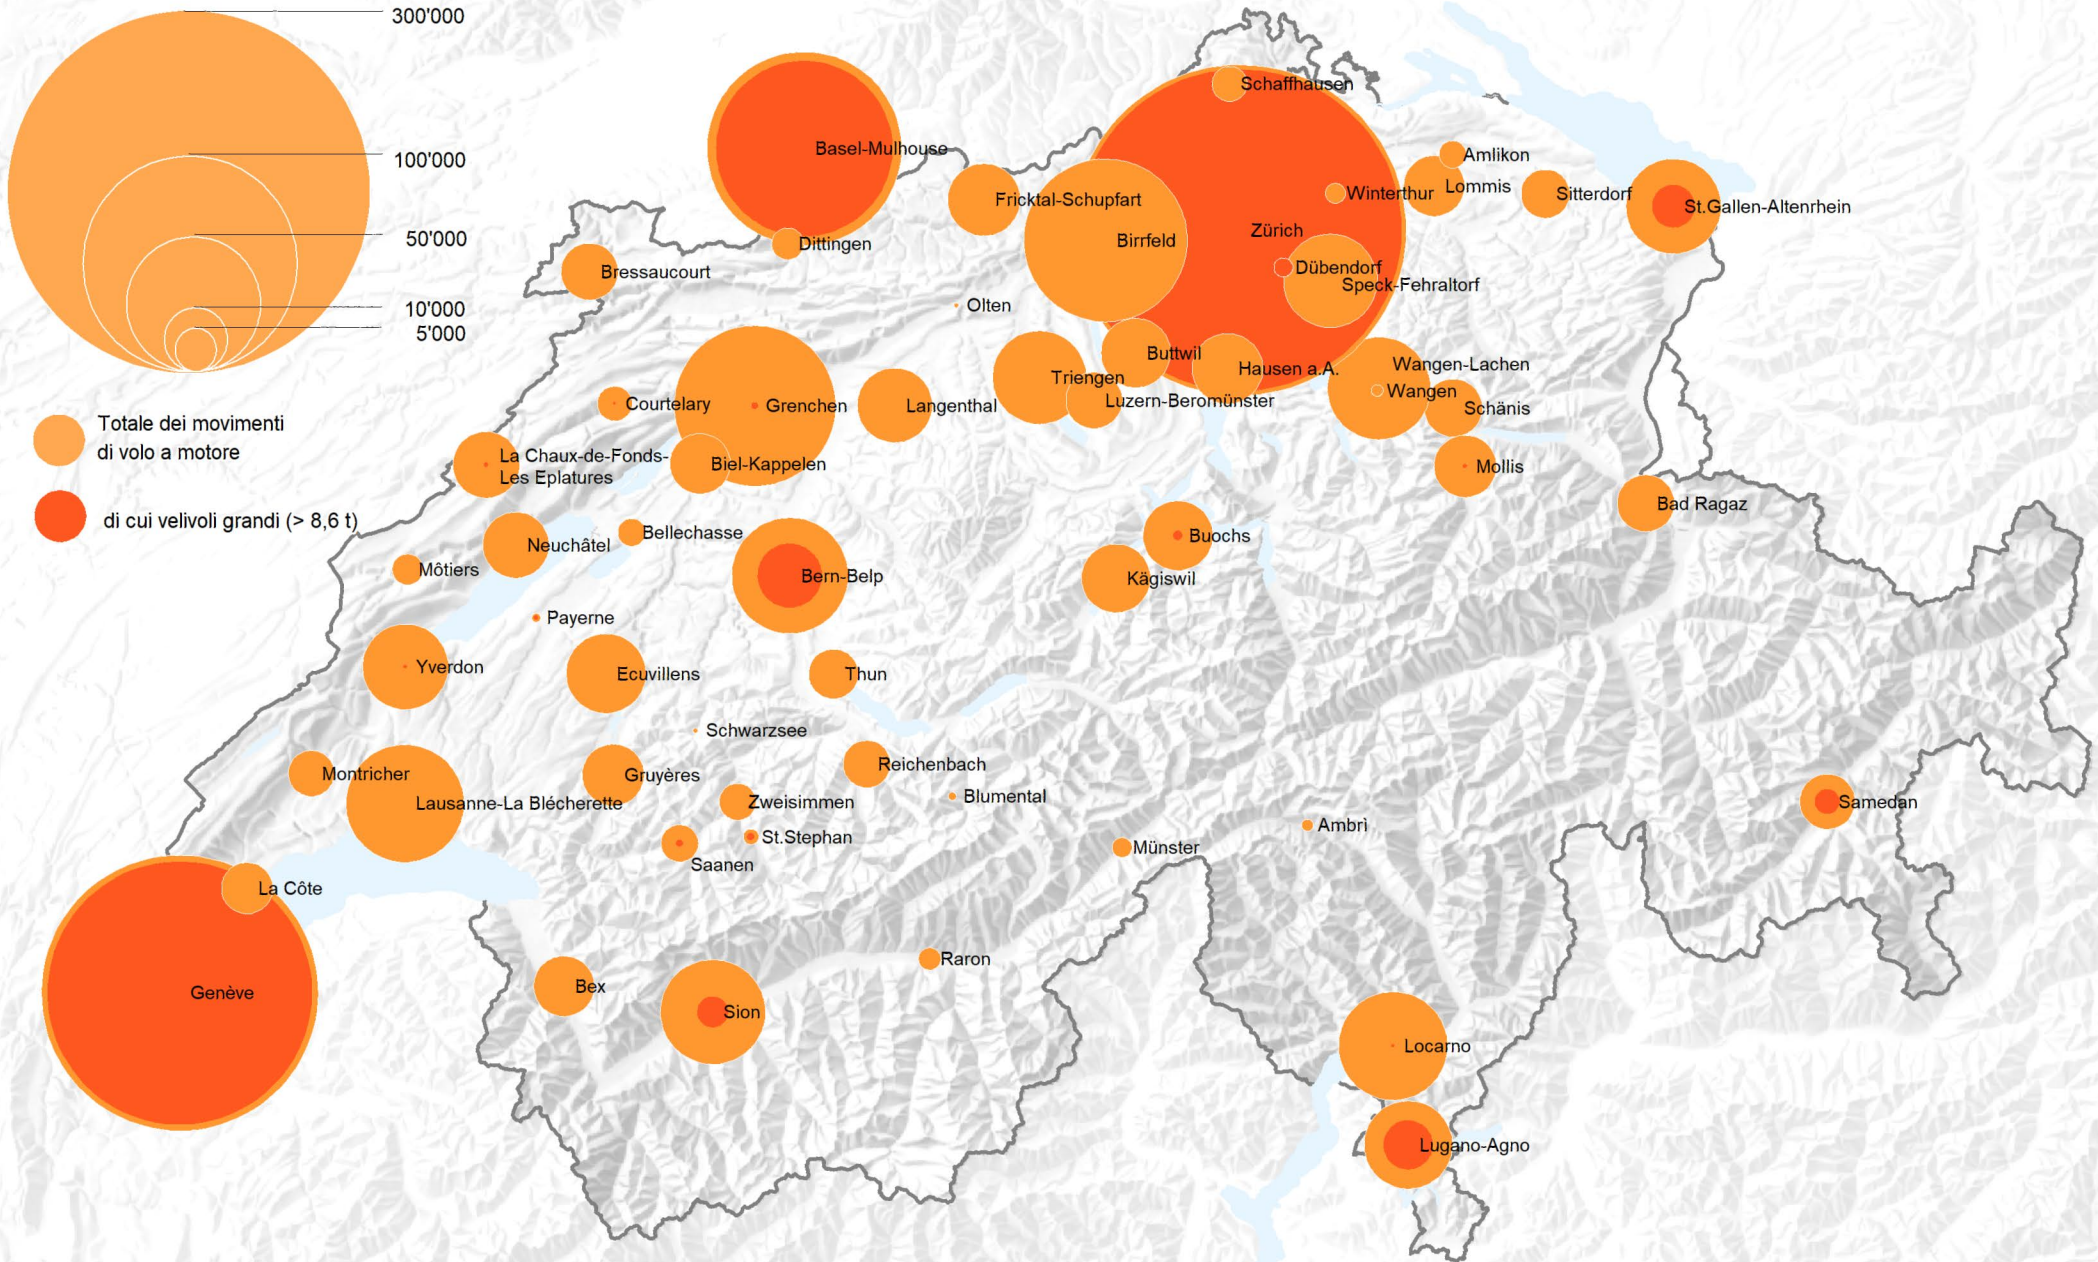 300'000
100'000
50'000
10'000
5'000
Totale dei movimenti
di volo a motore
di cui velivoli grandi (> 8,6 t)
Schaffhausen
Basel-Mulhouse
Amlikon
Lommis
Winterthur
Sitterdorf
Fricktal-Schupfart
St.Gallen-Altenrhein
Zürich
Birrfeld
Dittingen
Dübendorf
Bressaucourt
Speck-Fehraltorf
Olten
Buttwil
Wangen-Lachen
Hausen a.A.
Triengen
Wangen
Luzern-Beromünster
Courtelary
Grenchen
Langenthal
Schänis
La Chaux-de-Fonds-
Les Eplatures
Biel-Kappelen
Mollis
Bad Ragaz
Bellechasse
Buochs
Neuchâtel
Môtiers
Bern-Belp
Kägiswil
Payerne
Yverdon
Ecuvillens
Thun
Schwarzsee
Reichenbach
Montricher
Gruyères
Blumental
Lausanne-La Blécherette
Zweisimmen
Samedan
Ambrì
St.Stephan
Münster
Saanen
La Côte
Raron
Bex
Genève
Sion
Locarno
Lugano-Agno